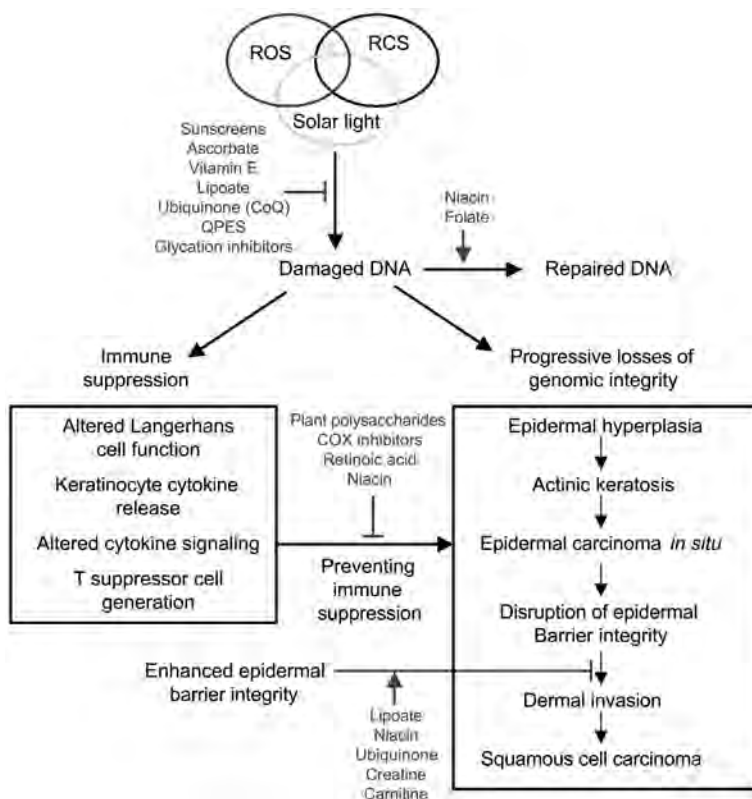 ROS
RCS
Solar light
Sunscreens
Ascorbate
Vitamin E
Lipoate
Ubiquinone (CoQ)
QPES
Glycation inhibitors
Niacin
Folate
Damaged DNA
Repaired DNA
Immune
suppression
Progressive losses of
genomic integrity
Altered Langerhans
cell function
Keratinocyte cytokine
release
Altered cytokine signaling
T suppressor cell
generation
Plant polysaccharides
COX inhibitors
Retinoic acid
Niacin
Preventing
immune
suppression
Epidermal hyperplasia
Actinic keratosis
Epidermal carcinoma in situ
Disruption of epidermal
Barrier integrity
Dermal invasion
Squamous cell carcinoma
Enhanced epidermal
barrier integrity
Lipoate
Niacin
Ubiquinone
Creatine
Carnitine